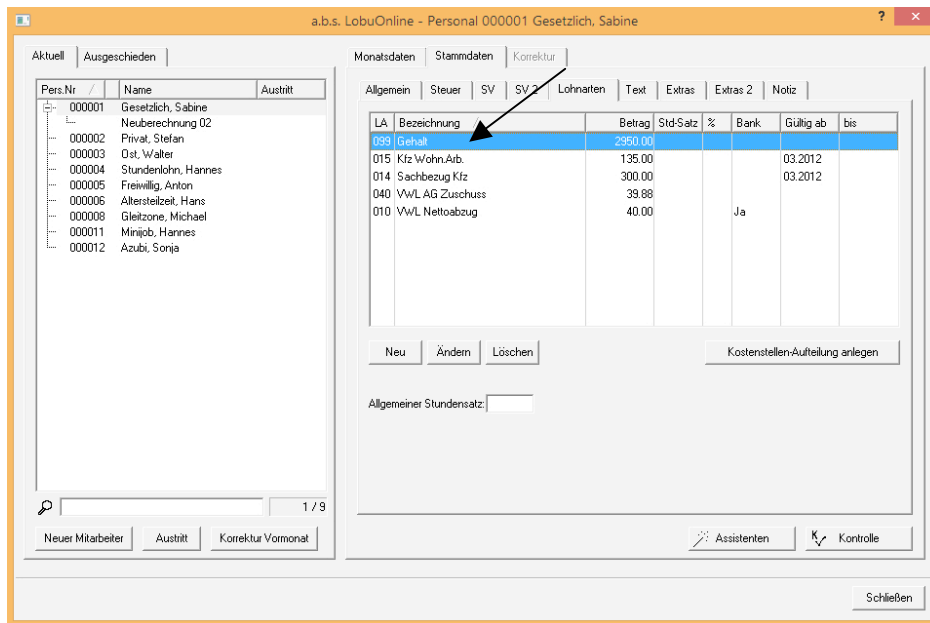 a.b.s. LobuOnline - Personal 000001 Gesetzlich, Sabine
? ×
Aktuell Ausgeschieden
Pers.Nr / Name Austritt
000001 Gesetzlich, Sabine
Neuberechnung 02
000002 Privat, Stefan
000003 Ost, Walter
000004 Stundenlohn, Hannes
000005 Freiwillig, Anton
000006 Altersteilzeit, Hans
000008 Gleitzone, Michael
000011 Minijob, Hannes
000012 Azubi, Sonja
1 / 9
Neuer Mitarbeiter Austritt Korrektur Vormonat
Monatsdaten Stammdaten Korrektur
Allgemein Steuer SV SV 2 Lohnarten Text Extras Extras 2 Notiz
LA Bezeichnung / Betrag Std-Satz % Bank Gültig ab bis
099 Gehalt 2950.00
015 Kfz Wohn.Arb. 135.00 03.2012
014 Sachbezug Kfz 300.00 03.2012
040 VWL AG Zuschuss 39.88
010 VWL Nettoabzug 40.00 Ja
Neu Ändern Löschen Kostenstellen-Aufteilung anlegen
Allgemeiner Stundensatz:
Assistenten K Kontrolle
Schließen